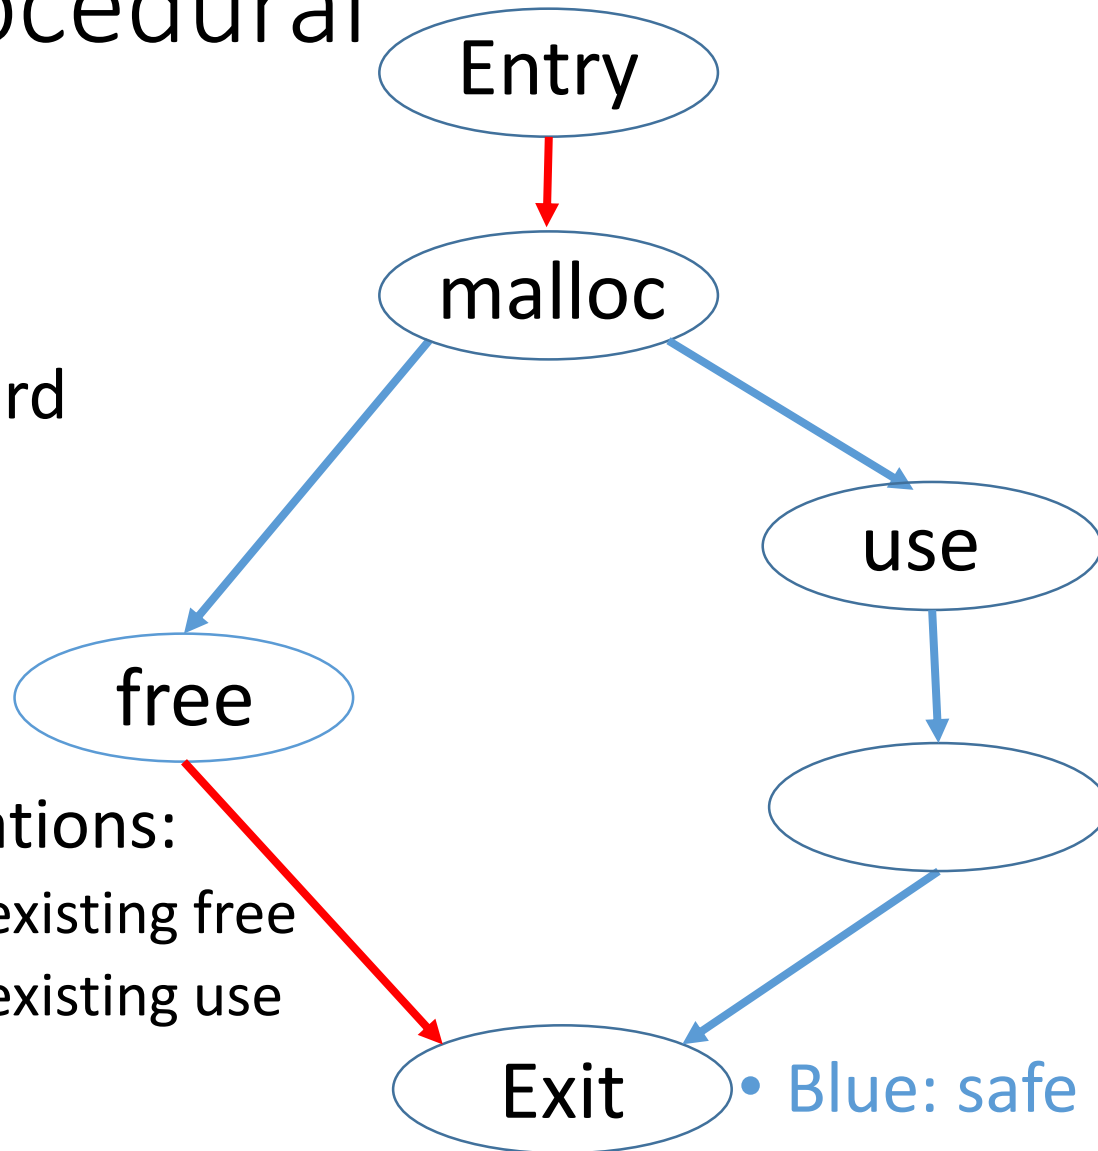 ocedural
Entry
malloc
rd
use
free
ations:
existing free
existing use
Exit
• Blue: safe